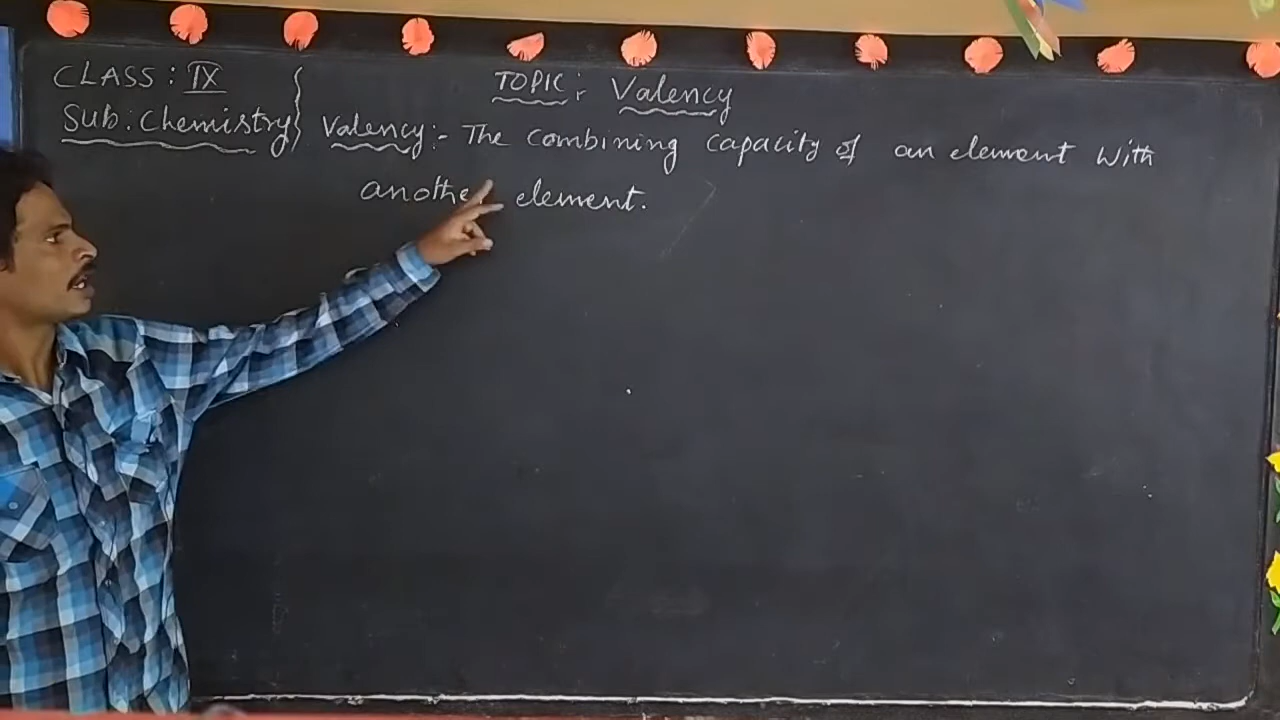 CLASS: IX
Sub: Chemistry
TOPIC: Valency
Valency:- The combining capacity of an element with
another element.